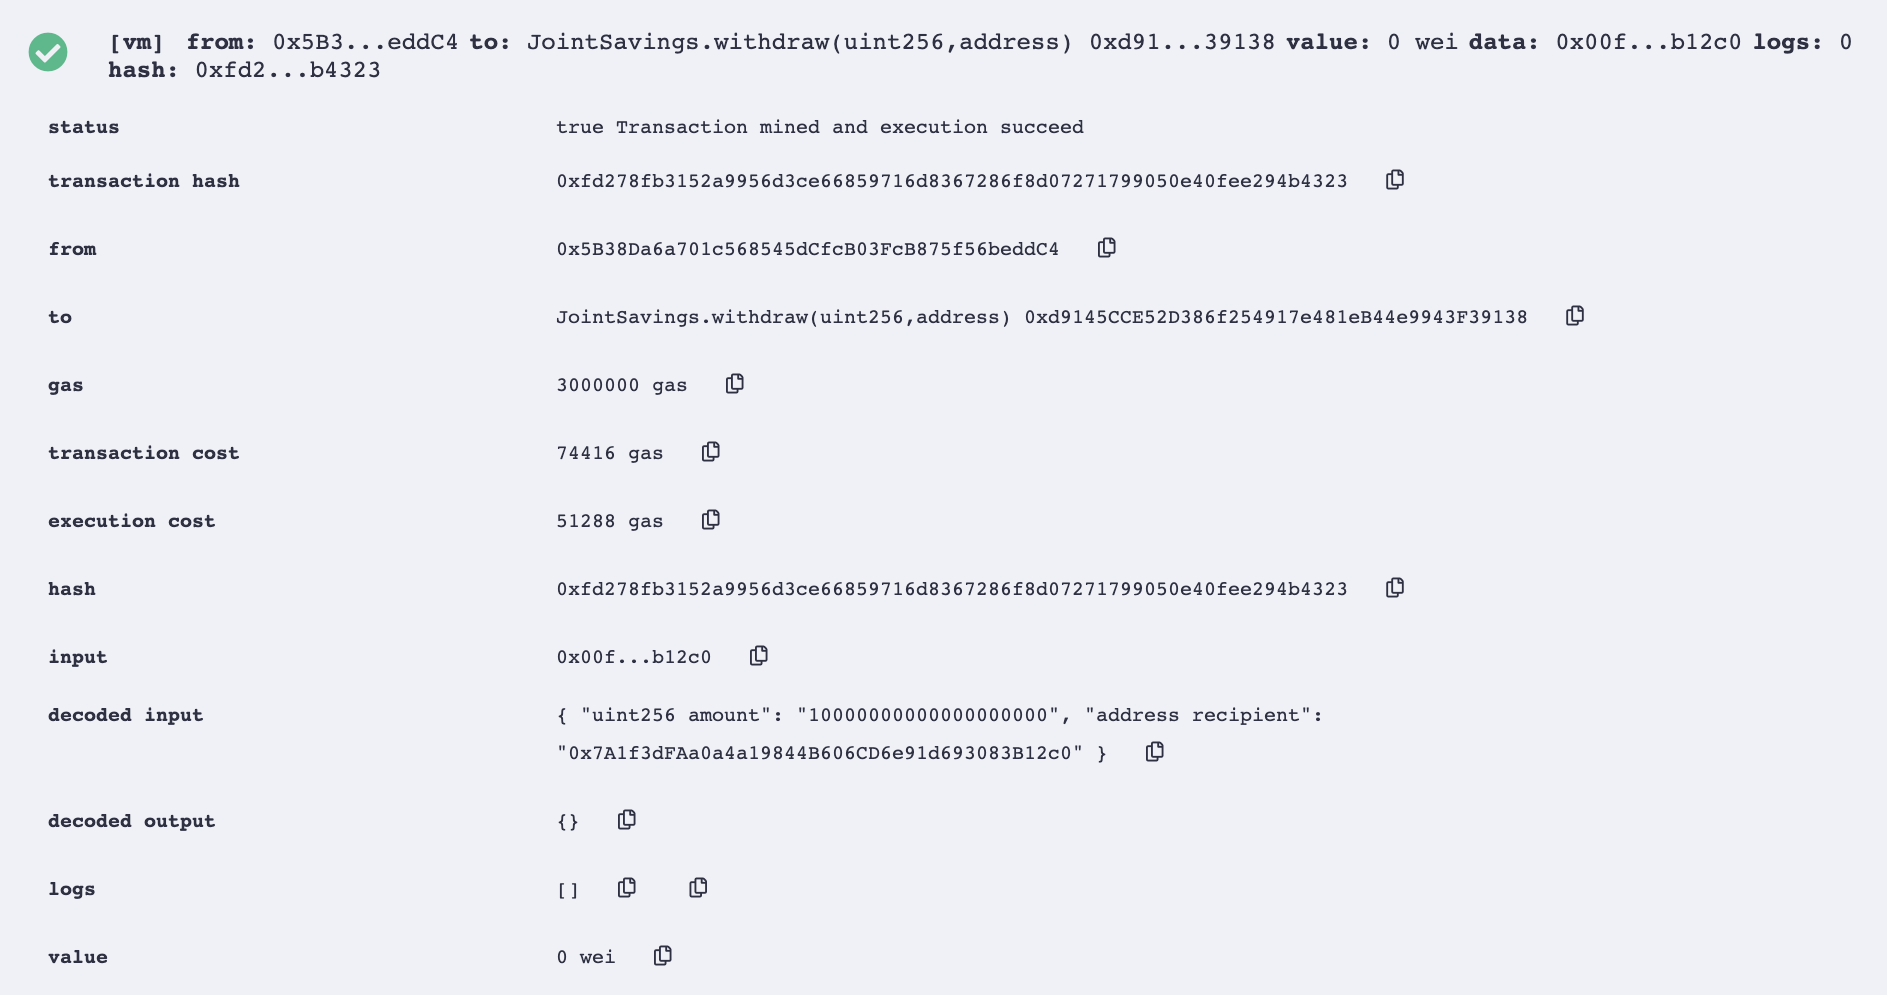 [vm] from: 0x5B3...eddC4 to: JointSavings.withdraw(uint256,address) 0xd91...39138 value: 0 wei data: 0x00f...b12c0 logs: 0
hash: 0xfd2...b4323
status true Transaction mined and execution succeed
transaction hash 0xfd278fb3152a9956d3ce66859716d8367286f8d07271799050e40fee294b4323
from 0x5B38Da6a701c568545dCfcB03FcB875f56beddC4
to JointSavings.withdraw(uint256,address) 0xd9145CCE52D386f254917e481eB44e9943F39138
gas 3000000 gas
transaction cost 74416 gas
execution cost 51288 gas
hash 0xfd278fb3152a9956d3ce66859716d8367286f8d07271799050e40fee294b4323
input 0x00f...b12c0
decoded input { "uint256 amount": "10000000000000000000", "address recipient":
"0x7A1f3dFAa0a4a19844B606CD6e91d693083B12c0" }
decoded output {}
logs []
value 0 wei